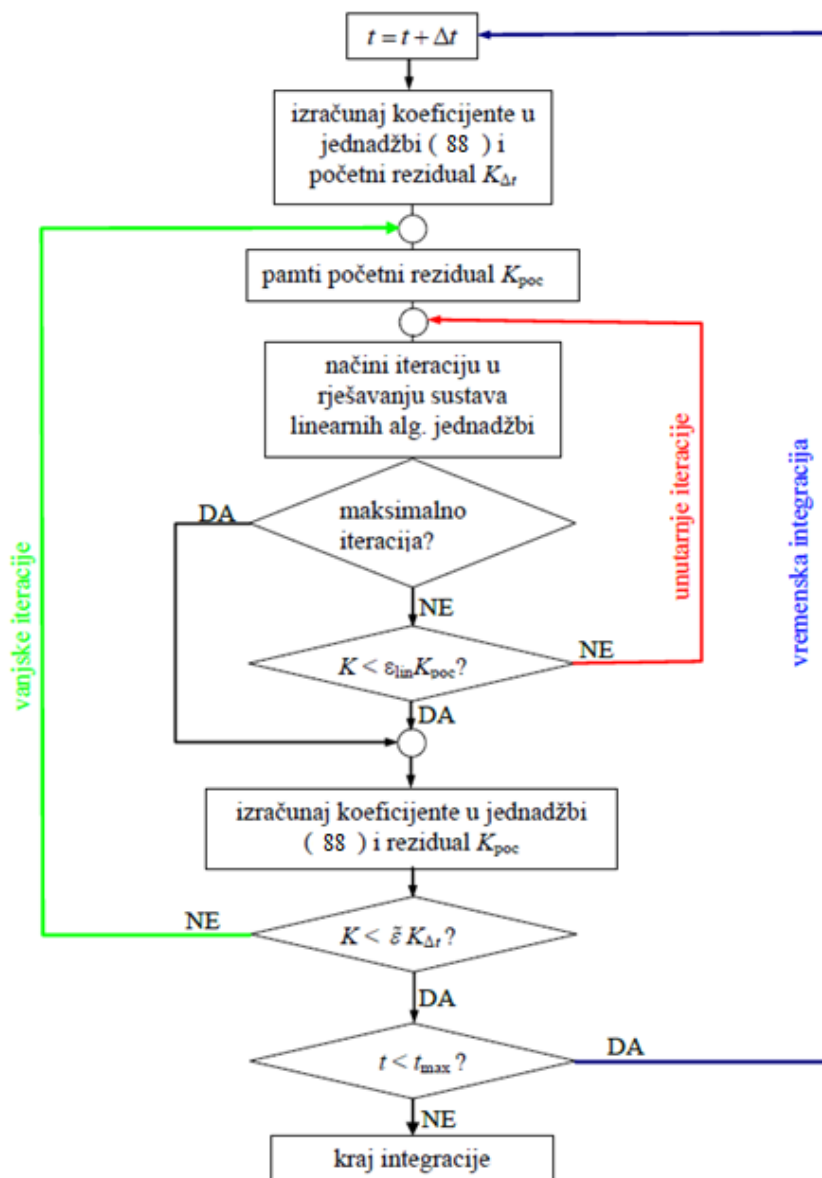 t = t + Δt
izračunaj koeficijente u
jednadžbi ( 88 ) i
početni rezidual K_Δt
pamti početni rezidual K_poc
načini iteraciju u
rješavanju sustava
linearnih alg. jednadžbi
DA
maksimalno
iteracija?
NE
K < ε_lin K_poc?
NE
DA
izračunaj koeficijente u jednadžbi
( 88 ) i rezidual K_poc
NE
K < ε̃ K_Δt ?
DA
t < t_max ?
DA
NE
kraj integracije
vanjske iteracije
unutarnje iteracije
vremenska integracija